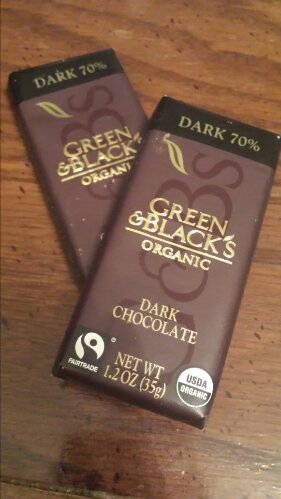 DARK 70%
GREEN
&BLACK'S
ORGANI
DARK 70%
GREEN
&BLACK'S
ORGANIC
DARK
CHOCOLATE
FAIRTRADE
NET WT
1.2 OZ (35g)
USDA
ORGANIC